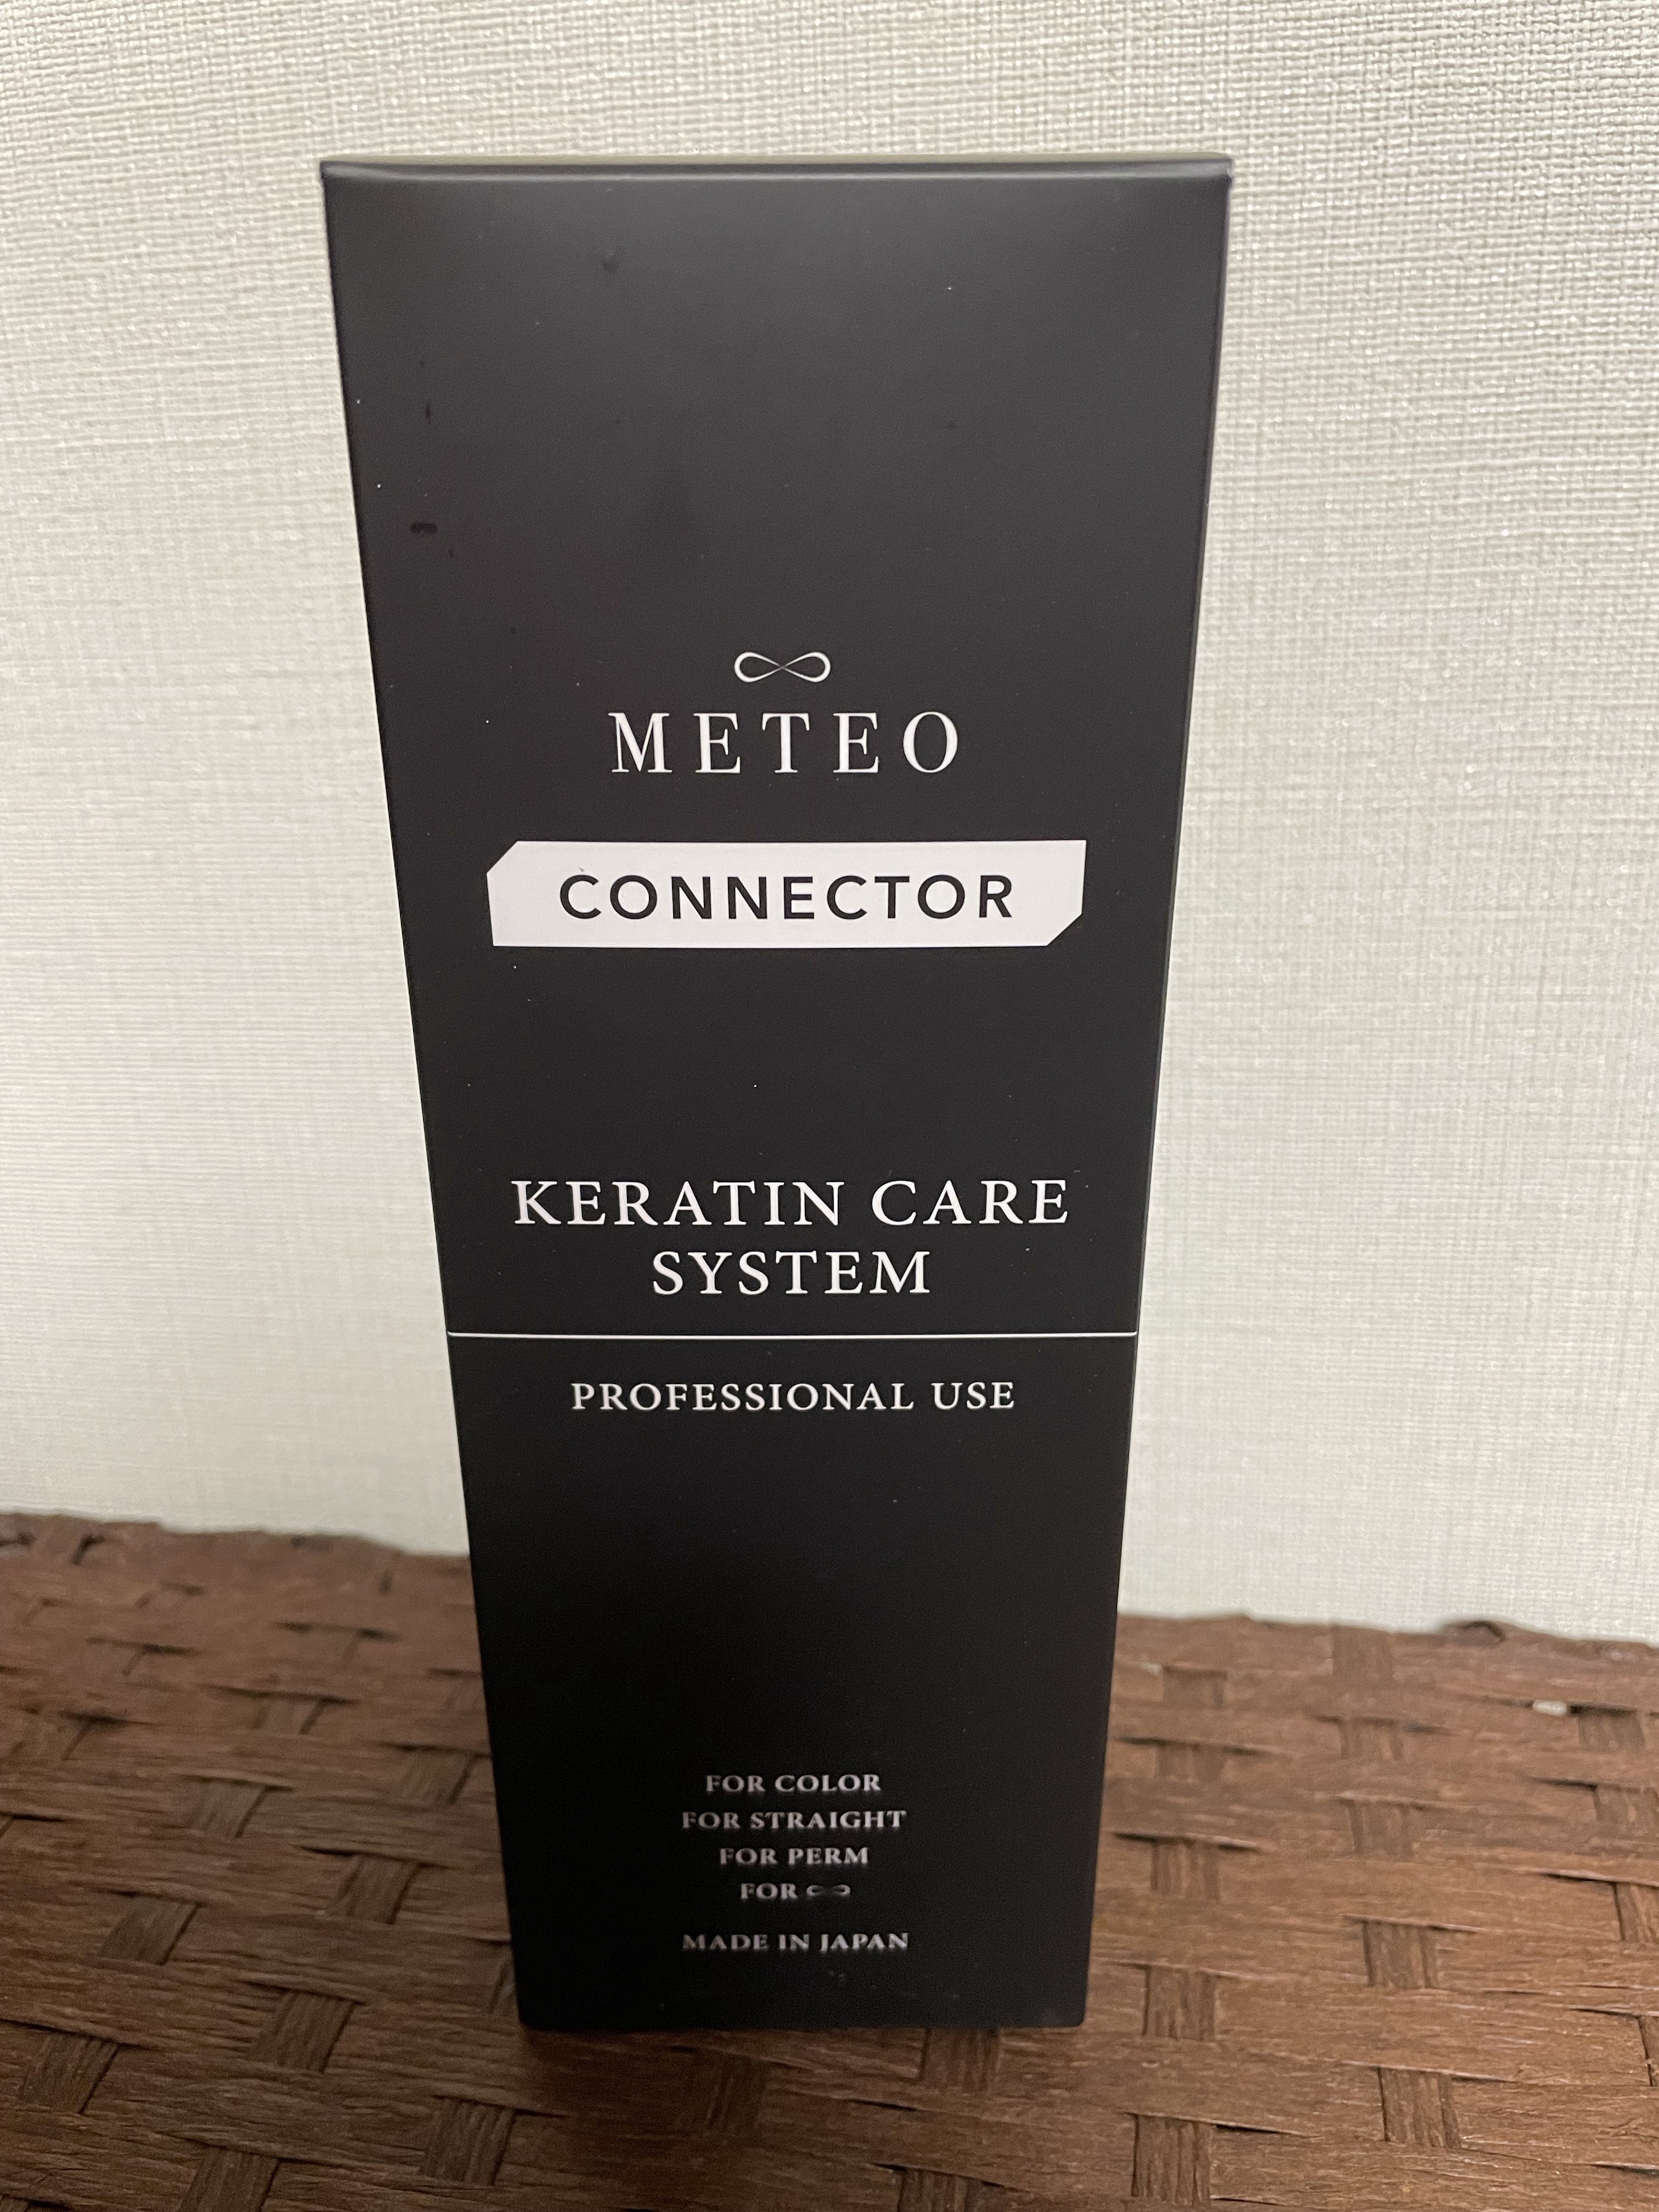 METEO
CONNECTOR
KERATIN CARE
SYSTEM
PROFESSIONAL USE
FOR COLOR
FOR STRAIGHT
FOR PERM
FOR ∞
MADE IN JAPAN